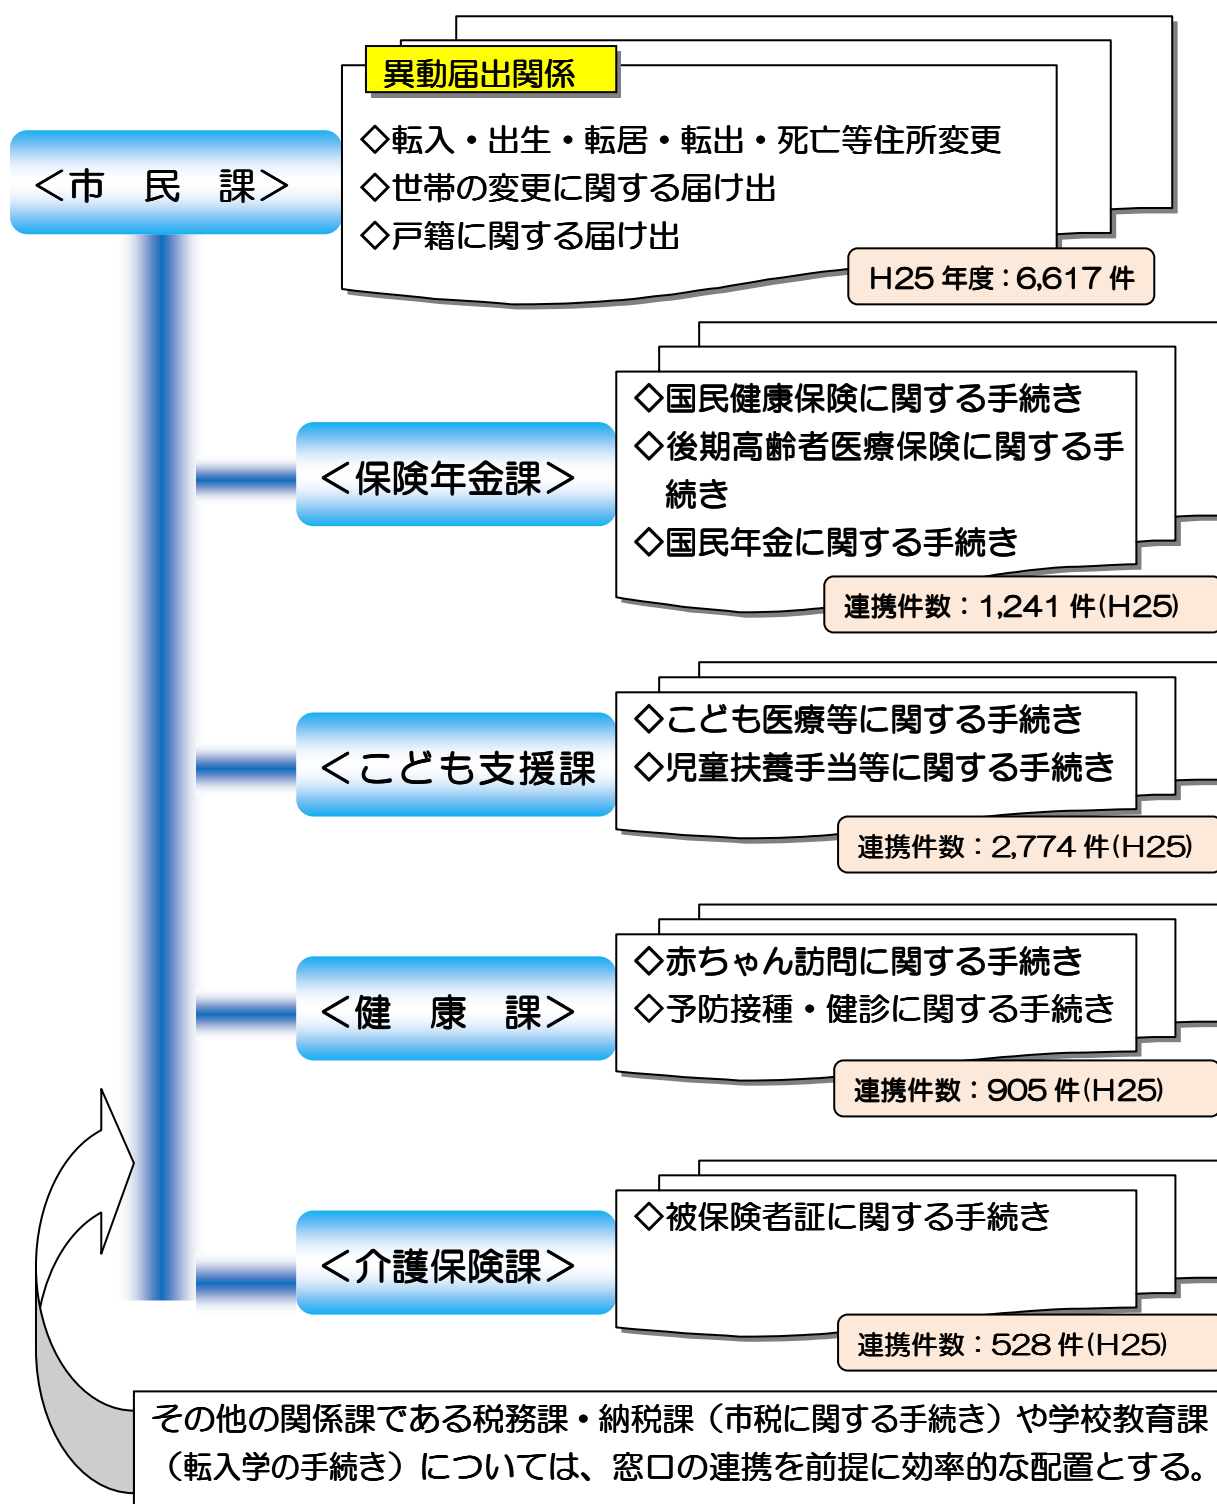 異動届出関係
◇転入・出生・転居・転出・死亡等住所変更
◇世帯の変更に関する届け出
◇戸籍に関する届け出
<市　民　課>
H25 年度：6,617 件
<保険年金課>
◇国民健康保険に関する手続き
◇後期高齢者医療保険に関する手
続き
◇国民年金に関する手続き
連携件数：1,241 件(H25)
<こども支援課
◇こども医療等に関する手続き
◇児童扶養手当等に関する手続き
連携件数：2,774 件(H25)
<健　康　課>
◇赤ちゃん訪問に関する手続き
◇予防接種・健診に関する手続き
連携件数：905 件(H25)
<介護保険課>
◇被保険者証に関する手続き
連携件数：528 件(H25)
その他の関係課である税務課・納税課（市税に関する手続き）や学校教育課
（転入学の手続き）については、窓口の連携を前提に効率的な配置とする。